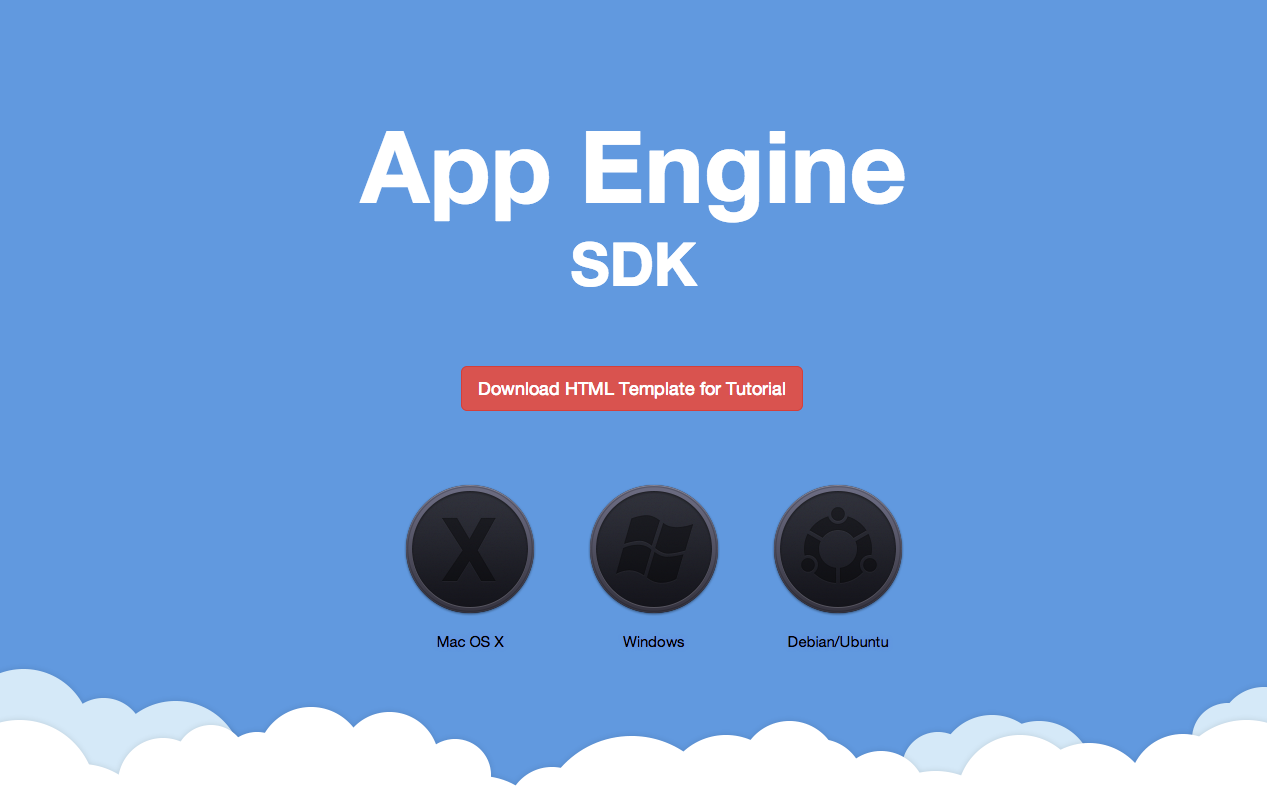 App Engine
SDK
Download HTML Template for Tutorial
X
Mac OS X
Windows
Debian/Ubuntu